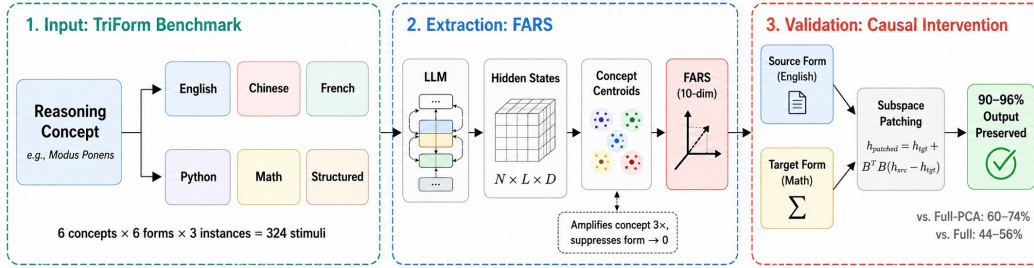 1. Input: TriForm Benchmark
Reasoning
Concept
e.g., Modus Ponens
English
Chinese
French
Python
Math
Structured
6 concepts × 6 forms × 3 instances = 324 stimuli
2. Extraction: FARS
LLM
...
...
Hidden States
N × L × D
Concept
Centroids
FARS
(10-dim)
Amplifies concept 3×,
suppresses form → 0
3. Validation: Causal Intervention
Source Form
(English)
Target Form
(Math)
Σ
Subspace
Patching
h_patched = h_tgt +
B^T B(h_src − h_tgt)
90–96%
Output
Preserved
vs. Full-PCA: 60–74%
vs. Full: 44–56%